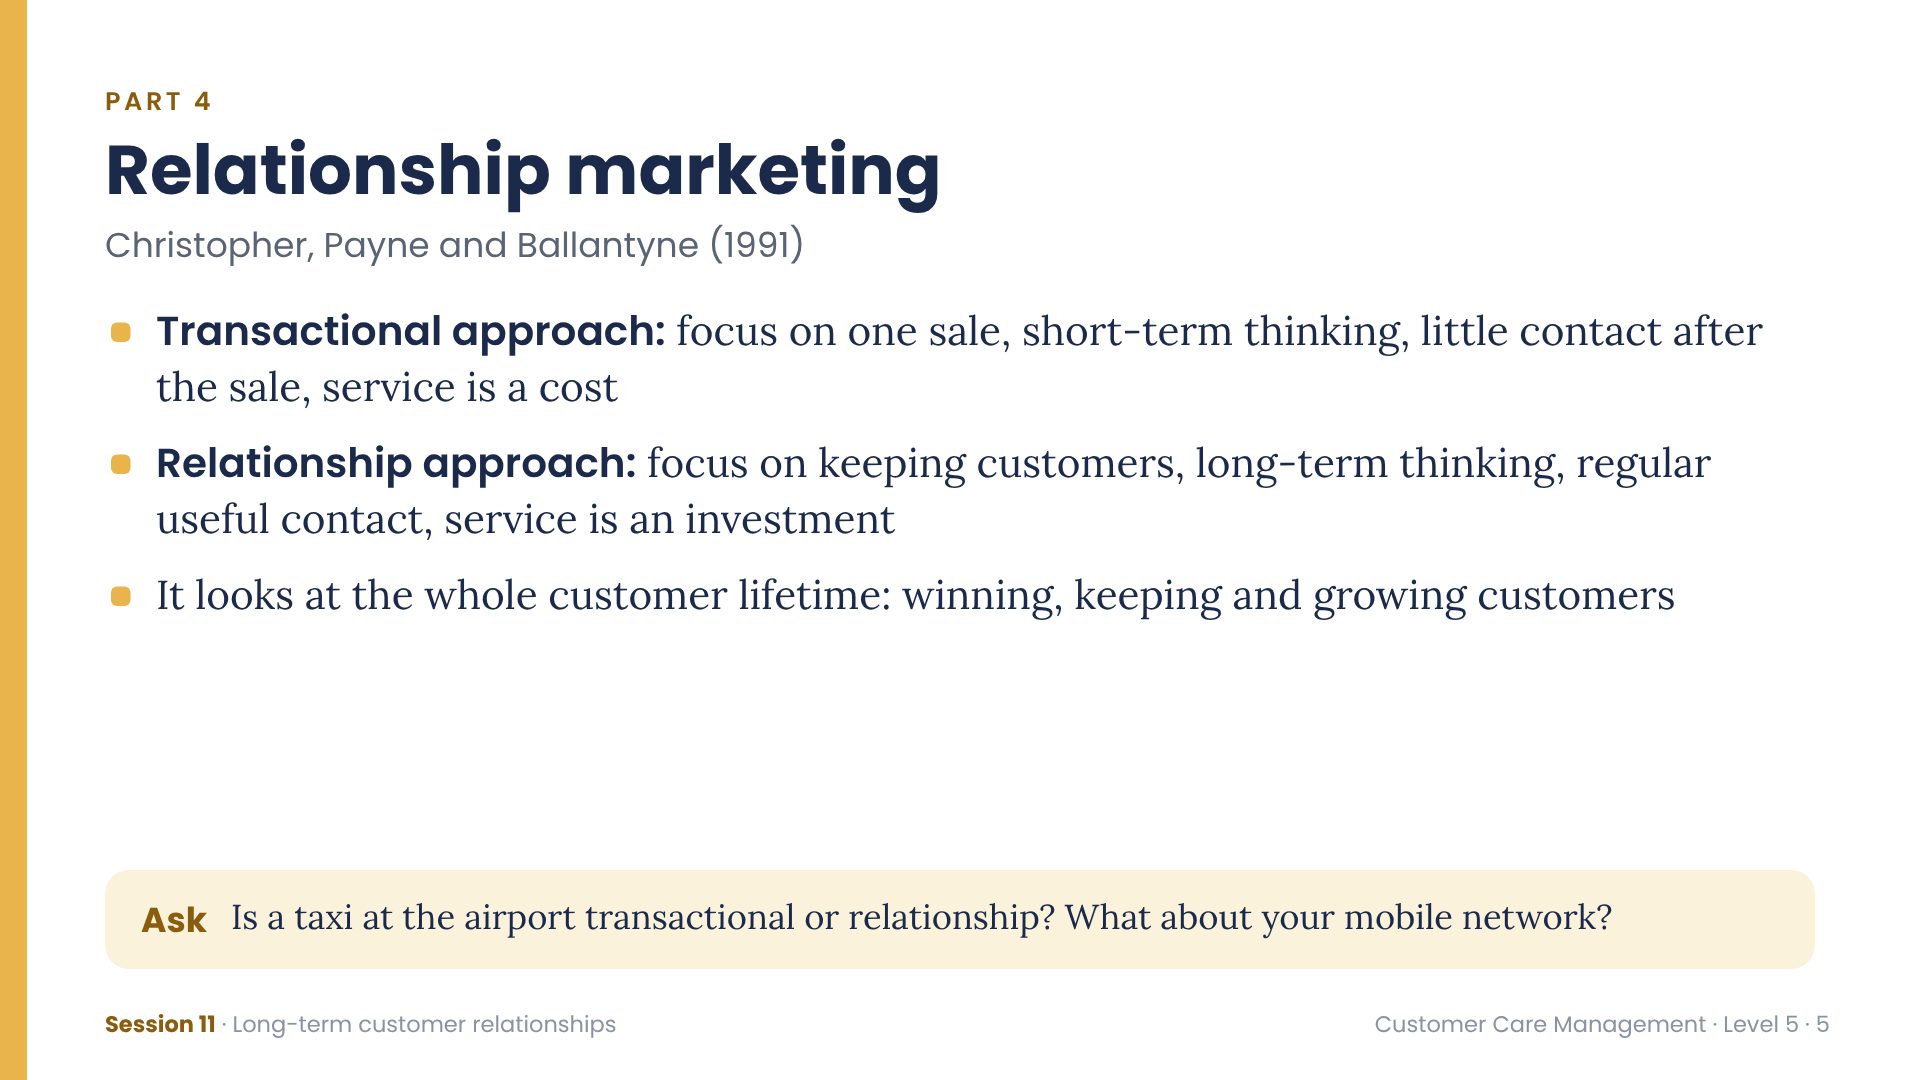 PART 4
Relationship marketing
Christopher, Payne and Ballantyne (1991)
Transactional approach: focus on one sale, short-term thinking, little contact after
the sale, service is a cost
Relationship approach: focus on keeping customers, long-term thinking, regular
useful contact, service is an investment
It looks at the whole customer lifetime: winning, keeping and growing customers
Ask Is a taxi at the airport transactional or relationship? What about your mobile network?
Session 11 · Long-term customer relationships
Customer Care Management · Level 5 · 5